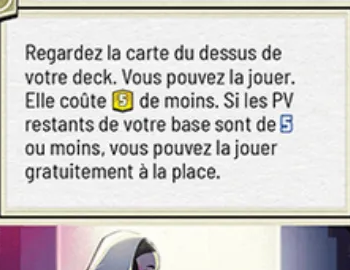 Regardez la carte du dessus de
votre deck. Vous pouvez la jouer.
Elle coûte 5 de moins. Si les PV
restants de votre base sont de 5
ou moins, vous pouvez la jouer
gratuitement à la place.